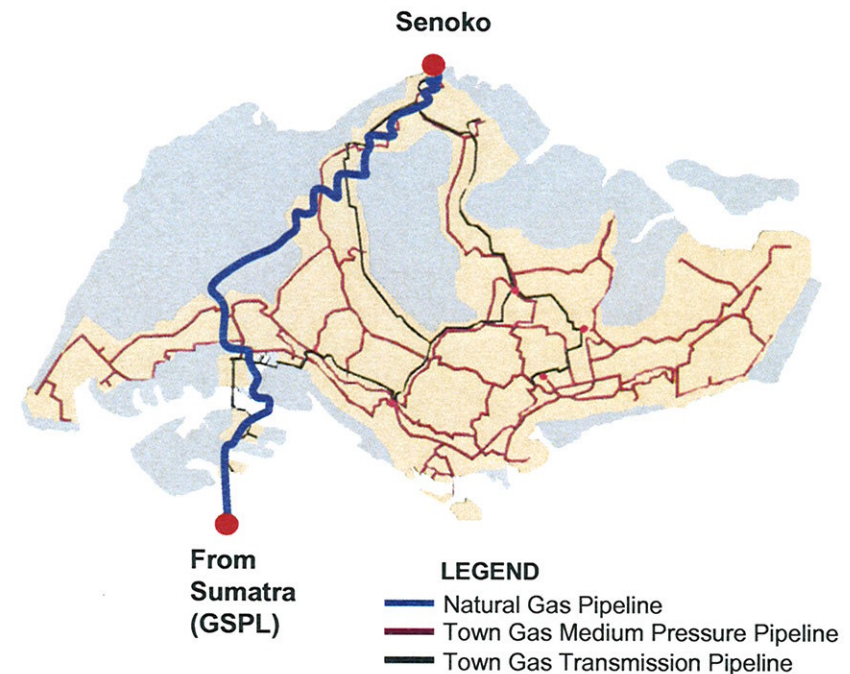 Senoko
From
Sumatra
(GSPL)
LEGEND
Natural Gas Pipeline
Town Gas Medium Pressure Pipeline
Town Gas Transmission Pipeline